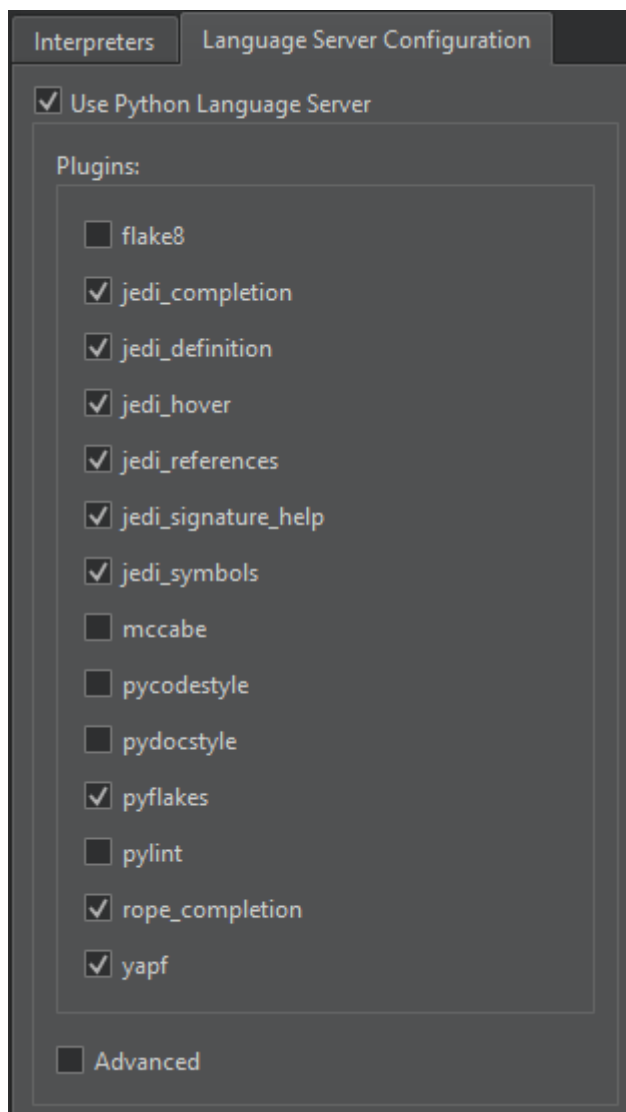 Interpreters Language Server Configuration
Use Python Language Server
Plugins:
flake8
jedi_completion
jedi_definition
jedi_hover
jedi_references
jedi_signature_help
jedi_symbols
mccabe
pycodestyle
pydocstyle
pyflakes
pylint
rope_completion
yapf
Advanced